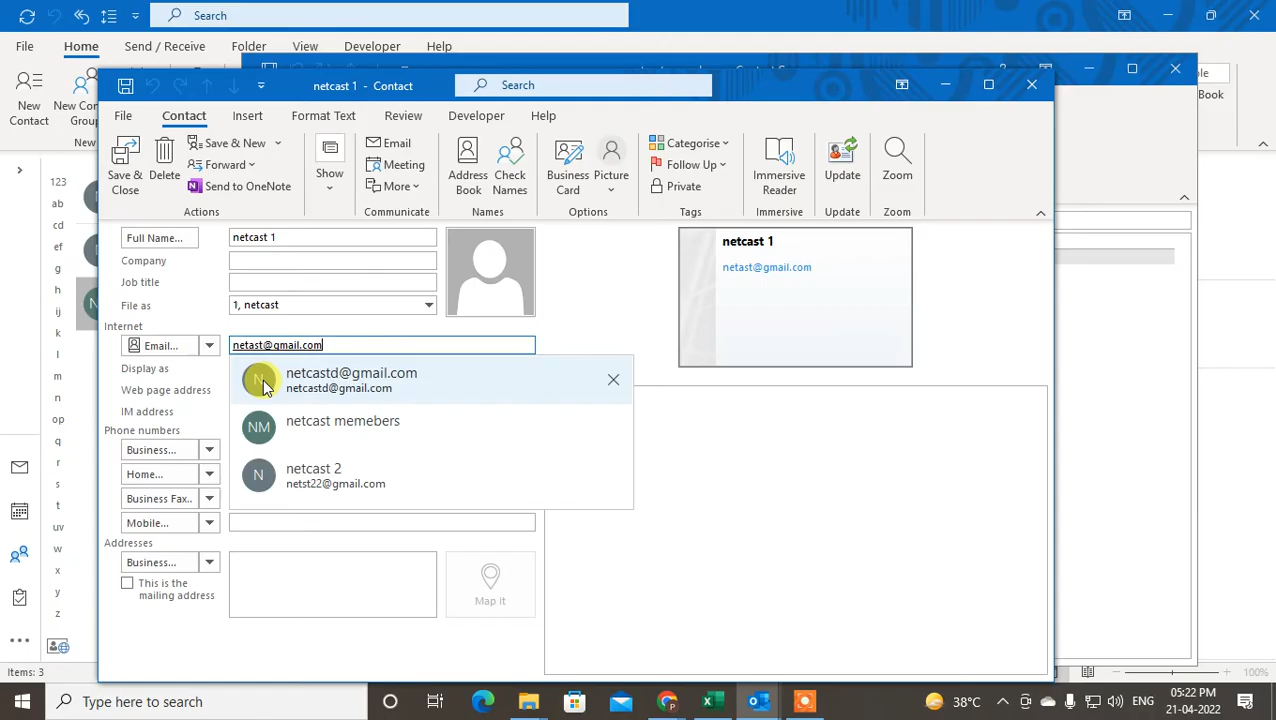 Search
File Home Send / Receive Folder View Developer Help
netcast 1 - Contact Search
File Contact Insert Format Text Review Developer Help
New Contact
Save & Close
Delete
Save & New
Forward
Send to OneNote
Actions
Show
Email
Meeting
More
Communicate
Address Book
Check Names
Names
Business Card
Picture
Options
Categorise
Follow Up
Private
Tags
Immersive Reader
Immersive
Update
Update
Zoom
Zoom
Book
123
ab
cd
ef
g
h
ij
kl
m
n
op
q
r
s
t
uv
w
x
y
z
Full Name... netcast 1
Company
Job title
File as 1, netcast
Internet
Email... netast@gmail.com
Display as
Web page address
IM address
Phone numbers
Business...
Home...
Business Fax..
Mobile...
Addresses
Business...
This is the
mailing address
Map it
netcast 1
netast@gmail.com
N netcastd@gmail.com
netcastd@gmail.com
NM netcast memebers
N netcast 2
netst22@gmail.com
Items: 3
100%
Type here to search
38°C
ENG
05:22 PM
21-04-2022